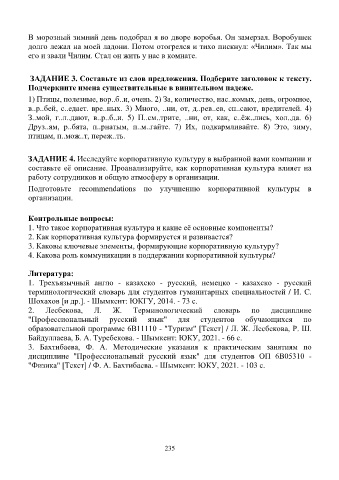 В морозный зимний день подобрал я во дворе воробья. Он замерзал. Воробушек
долго лежал на моей ладони. Потом отогрелся и тихо пискнул: «Чилим». Так мы
его и звали Чилим. Стал он жить у нас в комнате.
ЗАДАНИЕ 3. Составьте из слов предложения. Подберите заголовок к тексту.
Подчеркните имена существительные в винительном падеже.
1) Птицы, полезные, вор..б..и, очень. 2) За, количество, нас..комых, день, огромное,
в..р..бей, с..едает. вре..ных. 3) Много, ..ни, от, д..рев..ев, сп..сают, вредителей. 4)
З..мой, г..л..дают, в..р..б..и. 5) П..см..трите, ..ни, от, как, с..ёж..лись, хол..да. 6)
Друз..ям, р..бята, п..рнатым, п..м..гайте. 7) Их, подкармливайте. 8) Это, зиму,
птицам, п..мож..т, переж..ть.
ЗАДАНИЕ 4. Исследуйте корпоративную культуру в выбранной вами компании и
составьте её описание. Проанализируйте, как корпоративная культура влияет на
работу сотрудников и общую атмосферу в организации.
Подготовьте recommendations по улучшению корпоративной культуры в
организации.
Контрольные вопросы:
1. Что такое корпоративная культура и какие её основные компоненты?
2. Как корпоративная культура формируется и развивается?
3. Каковы ключевые элементы, формирующие корпоративную культуру?
4. Какова роль коммуникации в поддержании корпоративной культуры?
Литература:
1. Трехъязычный англо - казахско - русский, немецко - казахско - русский
терминологический словарь для студентов гуманитарных специальностей / И. С.
Шохахов [и др.]. - Шымкент: ЮКГУ, 2014. - 73 с.
2. Лесбекова, Л. Ж. Терминологический словарь по дисциплине
"Профессиональный русский язык" для студентов обучающихся по
образовательной программе 6В11110 - "Туризм" [Текст] / Л. Ж. Лесбекова, Р. Ш.
Байдуллаева, Б. А. Туребекова. - Шымкент: ЮКУ, 2021. - 66 с.
3. Бахтибаева, Ф. А. Методические указания к практическим занятиям по
дисциплине "Профессиональный русский язык" для студентов ОП 6В05310 -
"Физика" [Текст] / Ф. А. Бахтибаева. - Шымкент: ЮКУ, 2021. - 103 с.
235